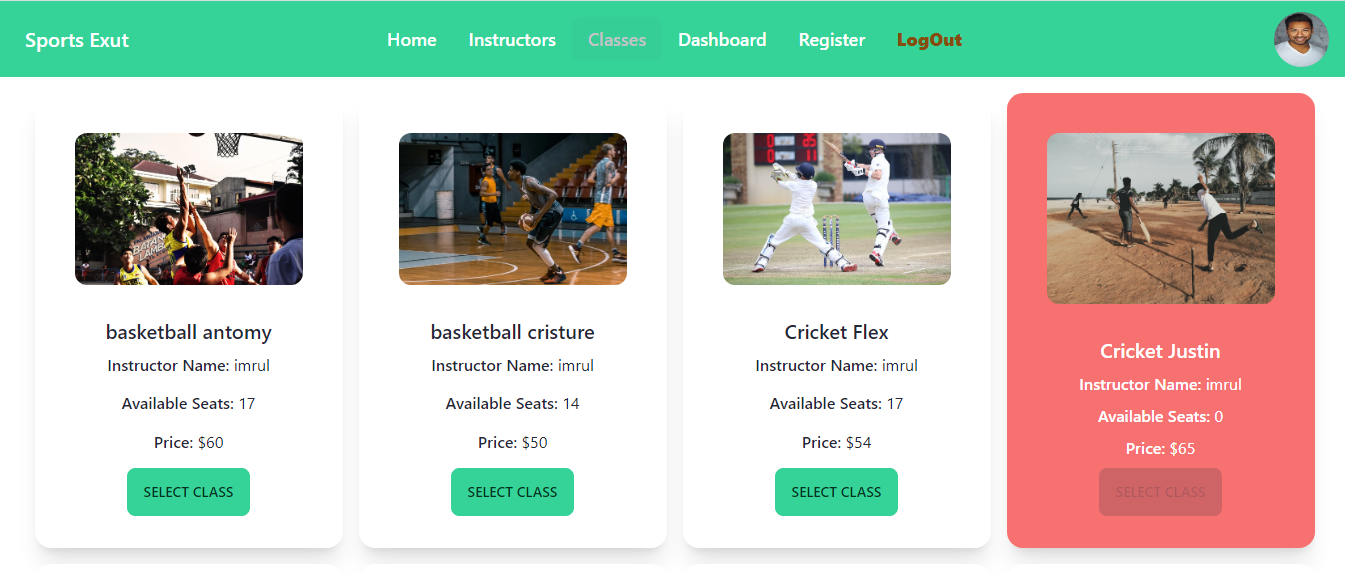 Sports Exut
Home
Instructors
Classes
Dashboard
Register
LogOut
BATAN
LAMBA
basketball antomy
Instructor Name: imrul
Available Seats: 17
Price: $60
SELECT CLASS
basketball cristure
Instructor Name: imrul
Available Seats: 14
Price: $50
SELECT CLASS
Cricket Flex
Instructor Name: imrul
Available Seats: 17
Price: $54
SELECT CLASS
Cricket Justin
Instructor Name: imrul
Available Seats: 0
Price: $65
SELECT CLASS